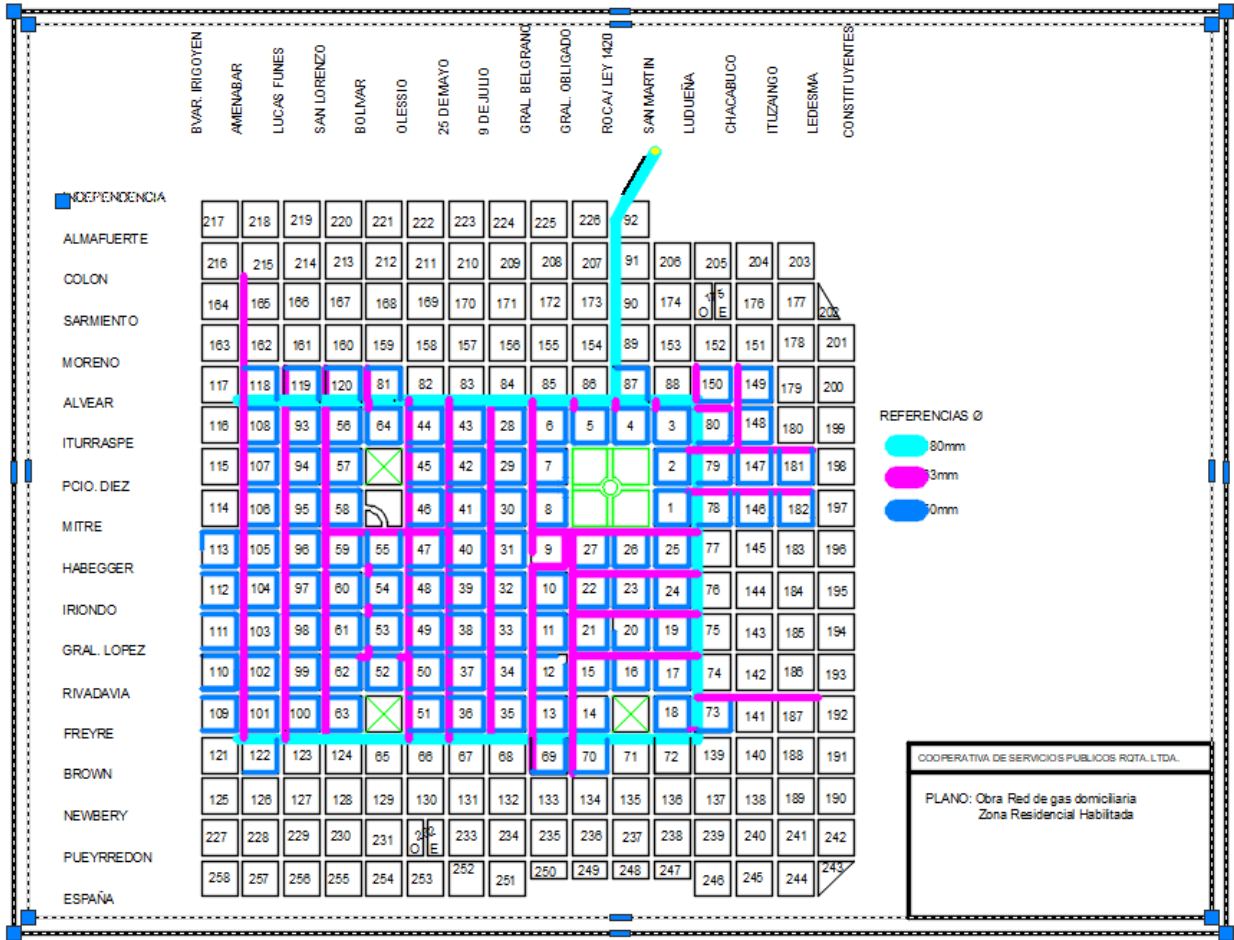 BVAR. IRIGOYEN
AMENABAR
LUCAS FUNES
SAN LORENZO
BOLIVAR
OLESSIO
25 DE MAYO
9 DE JULIO
GRAL. BELGRANO
GRAL. OBLIGADO
ROCA / LEY 1420
SAN MARTIN
LUDUEÑA
CHACABUCO
ITUZAINGO
LEDESMA
CONSTITUYENTES
INDEPENDENCIA
217 218 219 220 221 222 223 224 225 226 92
ALMAFUERTE
216 215 214 213 212 211 210 209 208 207 91 206 205 204 203
COLON
164 165 166 167 168 169 170 171 172 173 90 174 O E 176 177 202
SARMIENTO
163 162 161 160 159 158 157 156 155 154 89 153 152 151 178 201
MORENO
117 118 119 120 81 82 83 84 85 86 87 88 150 149 179 200
ALVEAR
116 108 93 56 64 44 43 28 6 5 4 3 80 148 180 199
ITURRASPE
115 107 94 57 45 42 29 7 2 79 147 181 198
PCIO. DIEZ
114 106 95 58 46 41 30 8 1 78 146 182 197
MITRE
113 105 96 59 55 47 40 31 9 27 26 25 77 145 183 196
HABEGGER
112 104 97 60 54 48 39 32 10 22 23 24 76 144 184 195
IRIONDO
111 103 98 61 53 49 38 33 11 21 20 19 75 143 185 194
GRAL. LOPEZ
110 102 99 62 52 50 37 34 12 15 16 17 74 142 186 193
RIVADAVIA
109 101 100 63 51 36 35 13 14 18 73 141 187 192
FREYRE
121 122 123 124 65 66 67 68 69 70 71 72 139 140 188 191
BROWN
125 126 127 128 129 130 131 132 133 134 135 136 137 138 189 190
NEWBERY
227 228 229 230 231 O E 233 234 235 236 237 238 239 240 241 242
PUEYRREDON
258 257 256 255 254 253 252 251 250 249 248 247 246 245 244 243
ESPAÑA
REFERENCIAS Ø
80mm
3mm
0mm
COOPERATIVA DE SERVICIOS PUBLICOS RQTA. LTDA.
PLANO: Obra Red de gas domiciliaria
Zona Residencial Habilitada